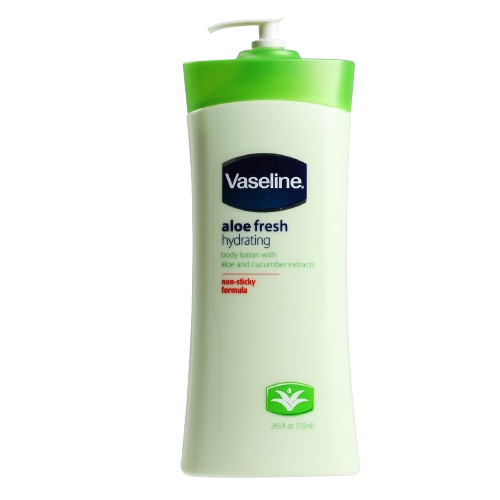 Vaseline.
aloe fresh
hydrating
body lotion with
aloe and cucumber extracts
non-sticky
formula
24.5 fl. oz. (725ml)